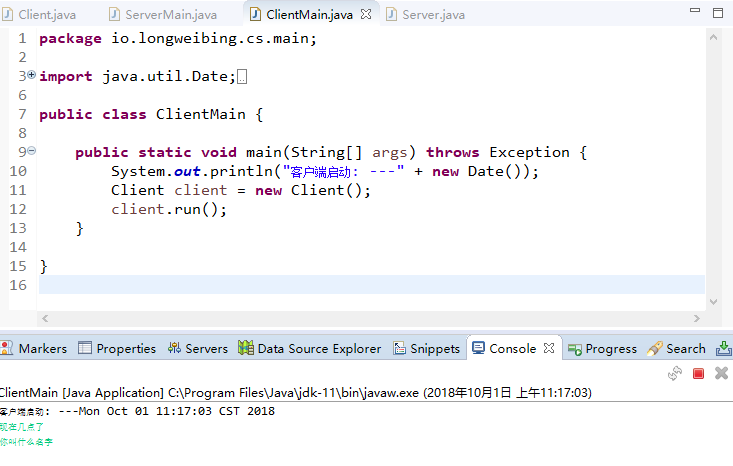 Client.java ServerMain.java ClientMain.java Server.java
1 package io.longweibing.cs.main;
2
3 import java.util.Date;
6
7 public class ClientMain {
8
9 public static void main(String[] args) throws Exception {
10 System.out.println("客户端启动: ---" + new Date());
11 Client client = new Client();
12 client.run();
13 }
14
15 }
16
Markers Properties Servers Data Source Explorer Snippets Console Progress Search
ClientMain [Java Application] C:\Program Files\Java\jdk-11\bin\javaw.exe (2018年10月1日 上午11:17:03)
客户端启动: ---Mon Oct 01 11:17:03 CST 2018
现在几点了
你叫什么名字